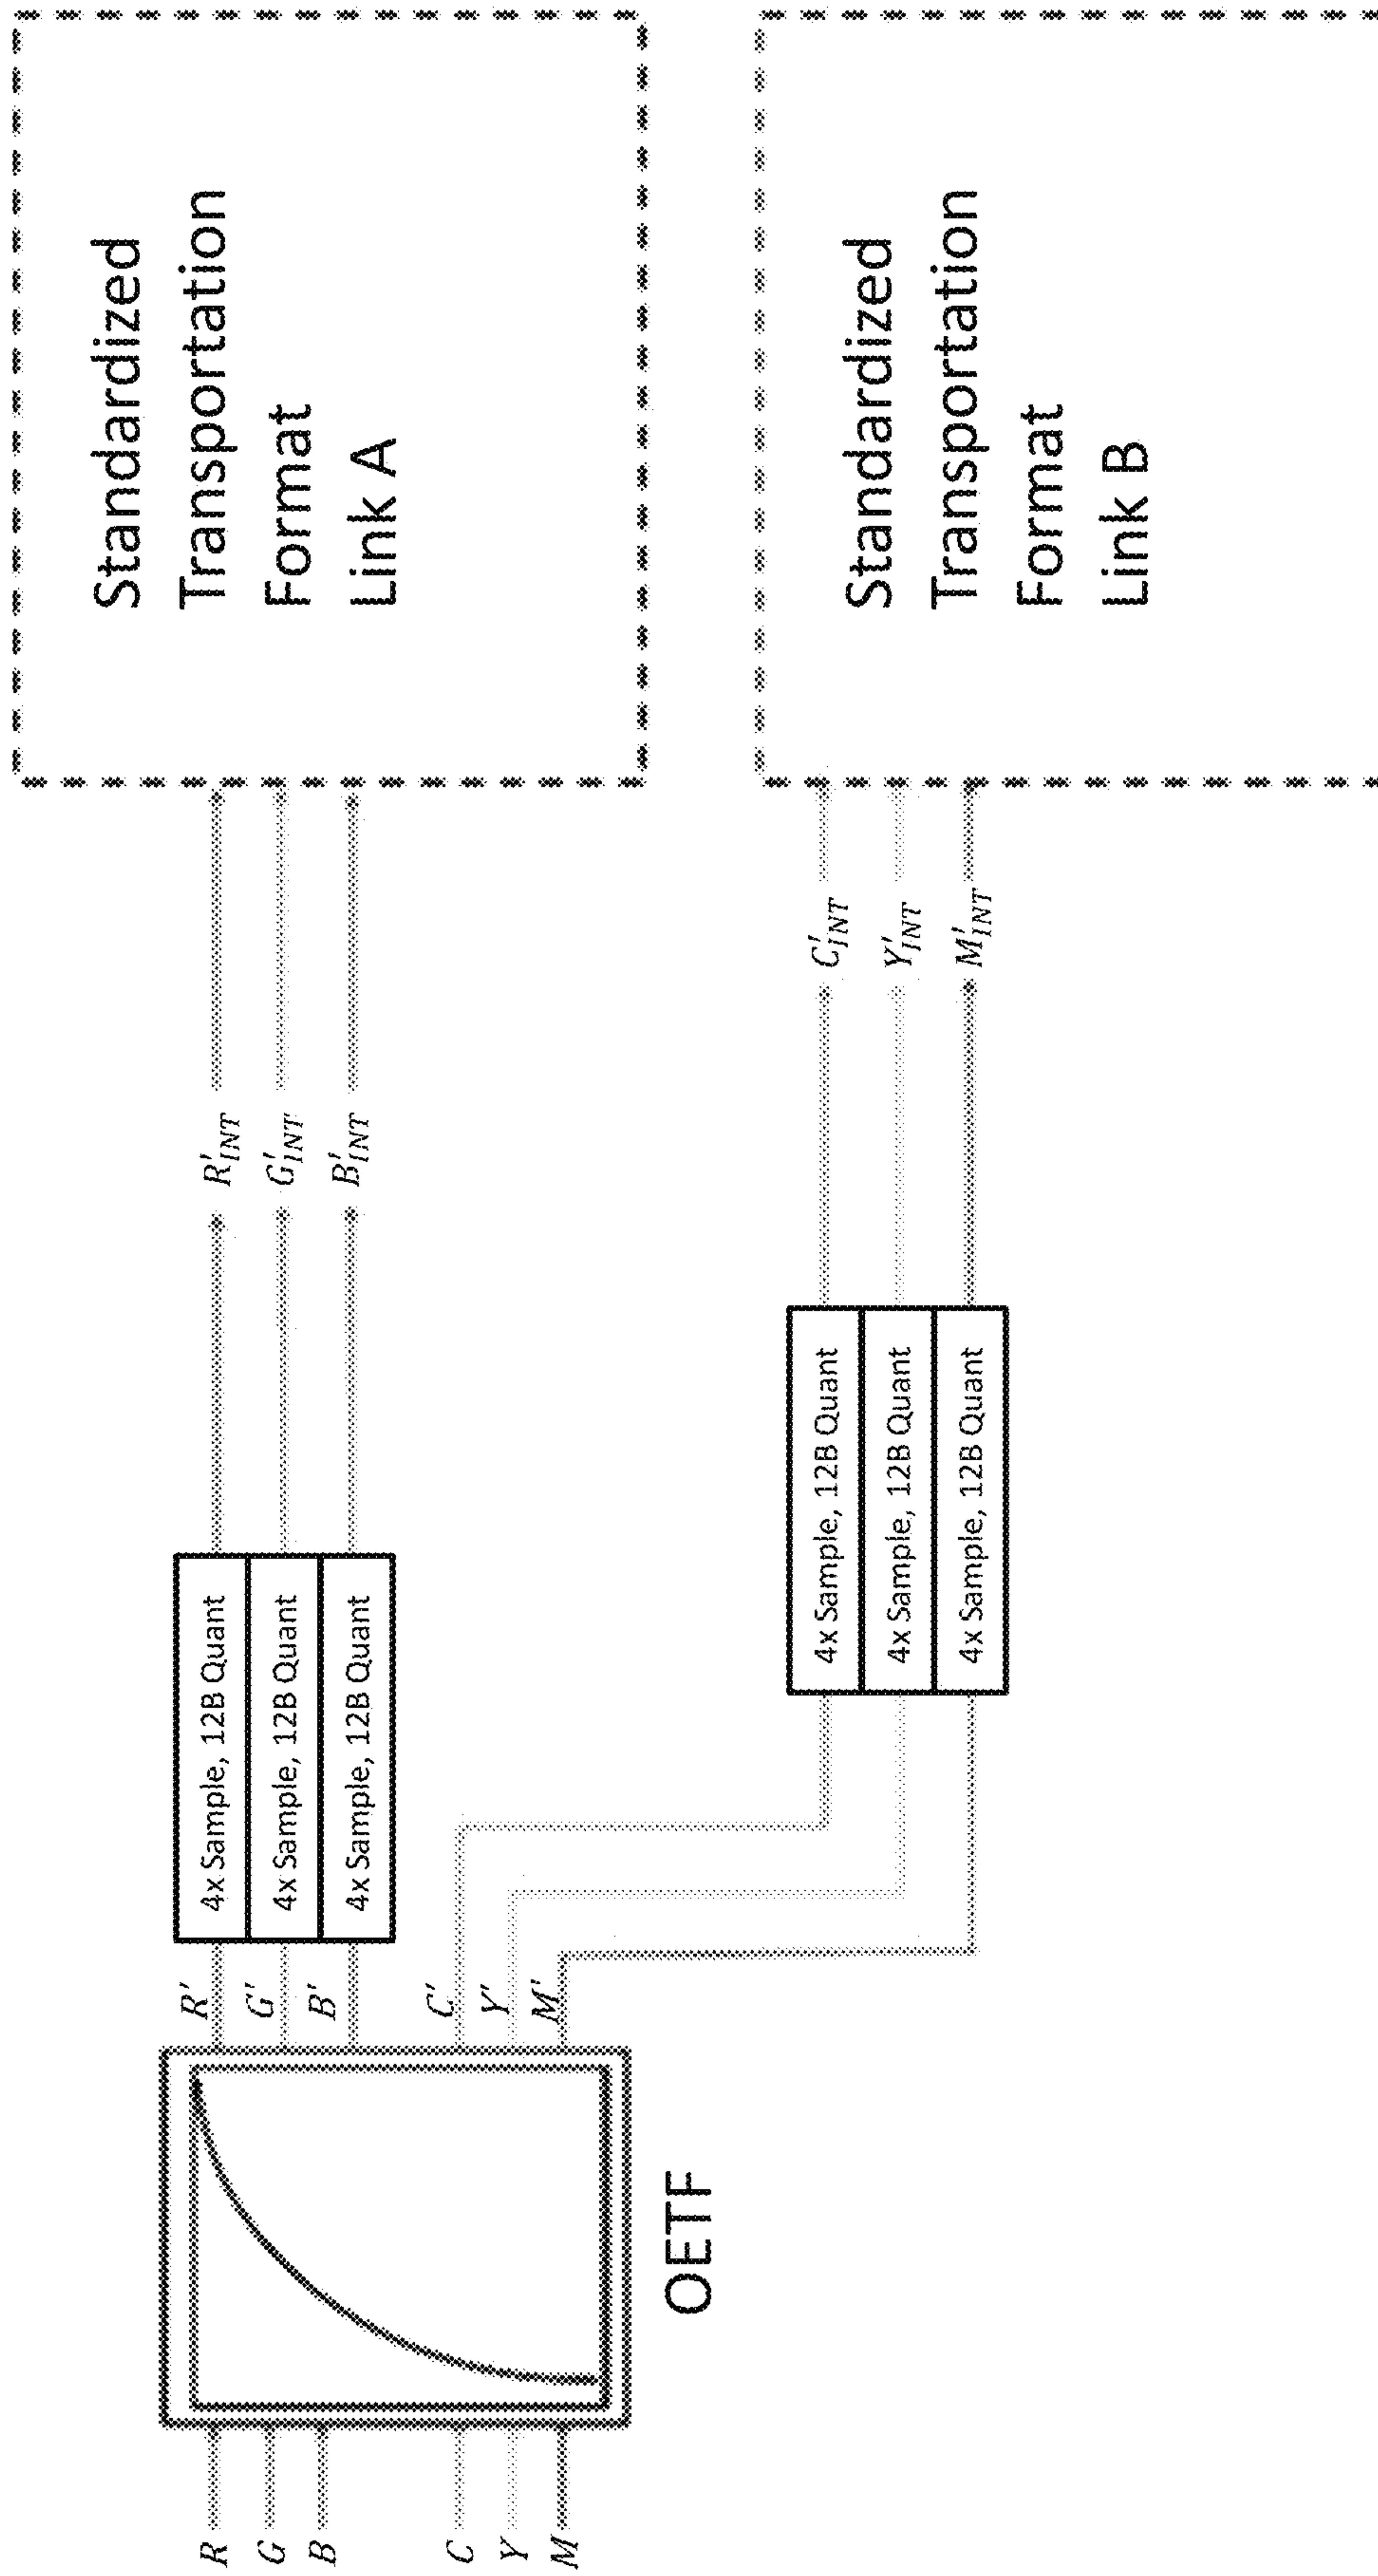 R
G
B
C
Y
M
OETF
R'
G'
B'
C'
Y'
M'
4x Sample, 12B Quant
4x Sample, 12B Quant
4x Sample, 12B Quant
4x Sample, 12B Quant
4x Sample, 12B Quant
4x Sample, 12B Quant
R'INT
G'INT
B'INT
C'INT
Y'INT
M'INT
Standardized
Transportation
Format
Link A
Standardized
Transportation
Format
Link B